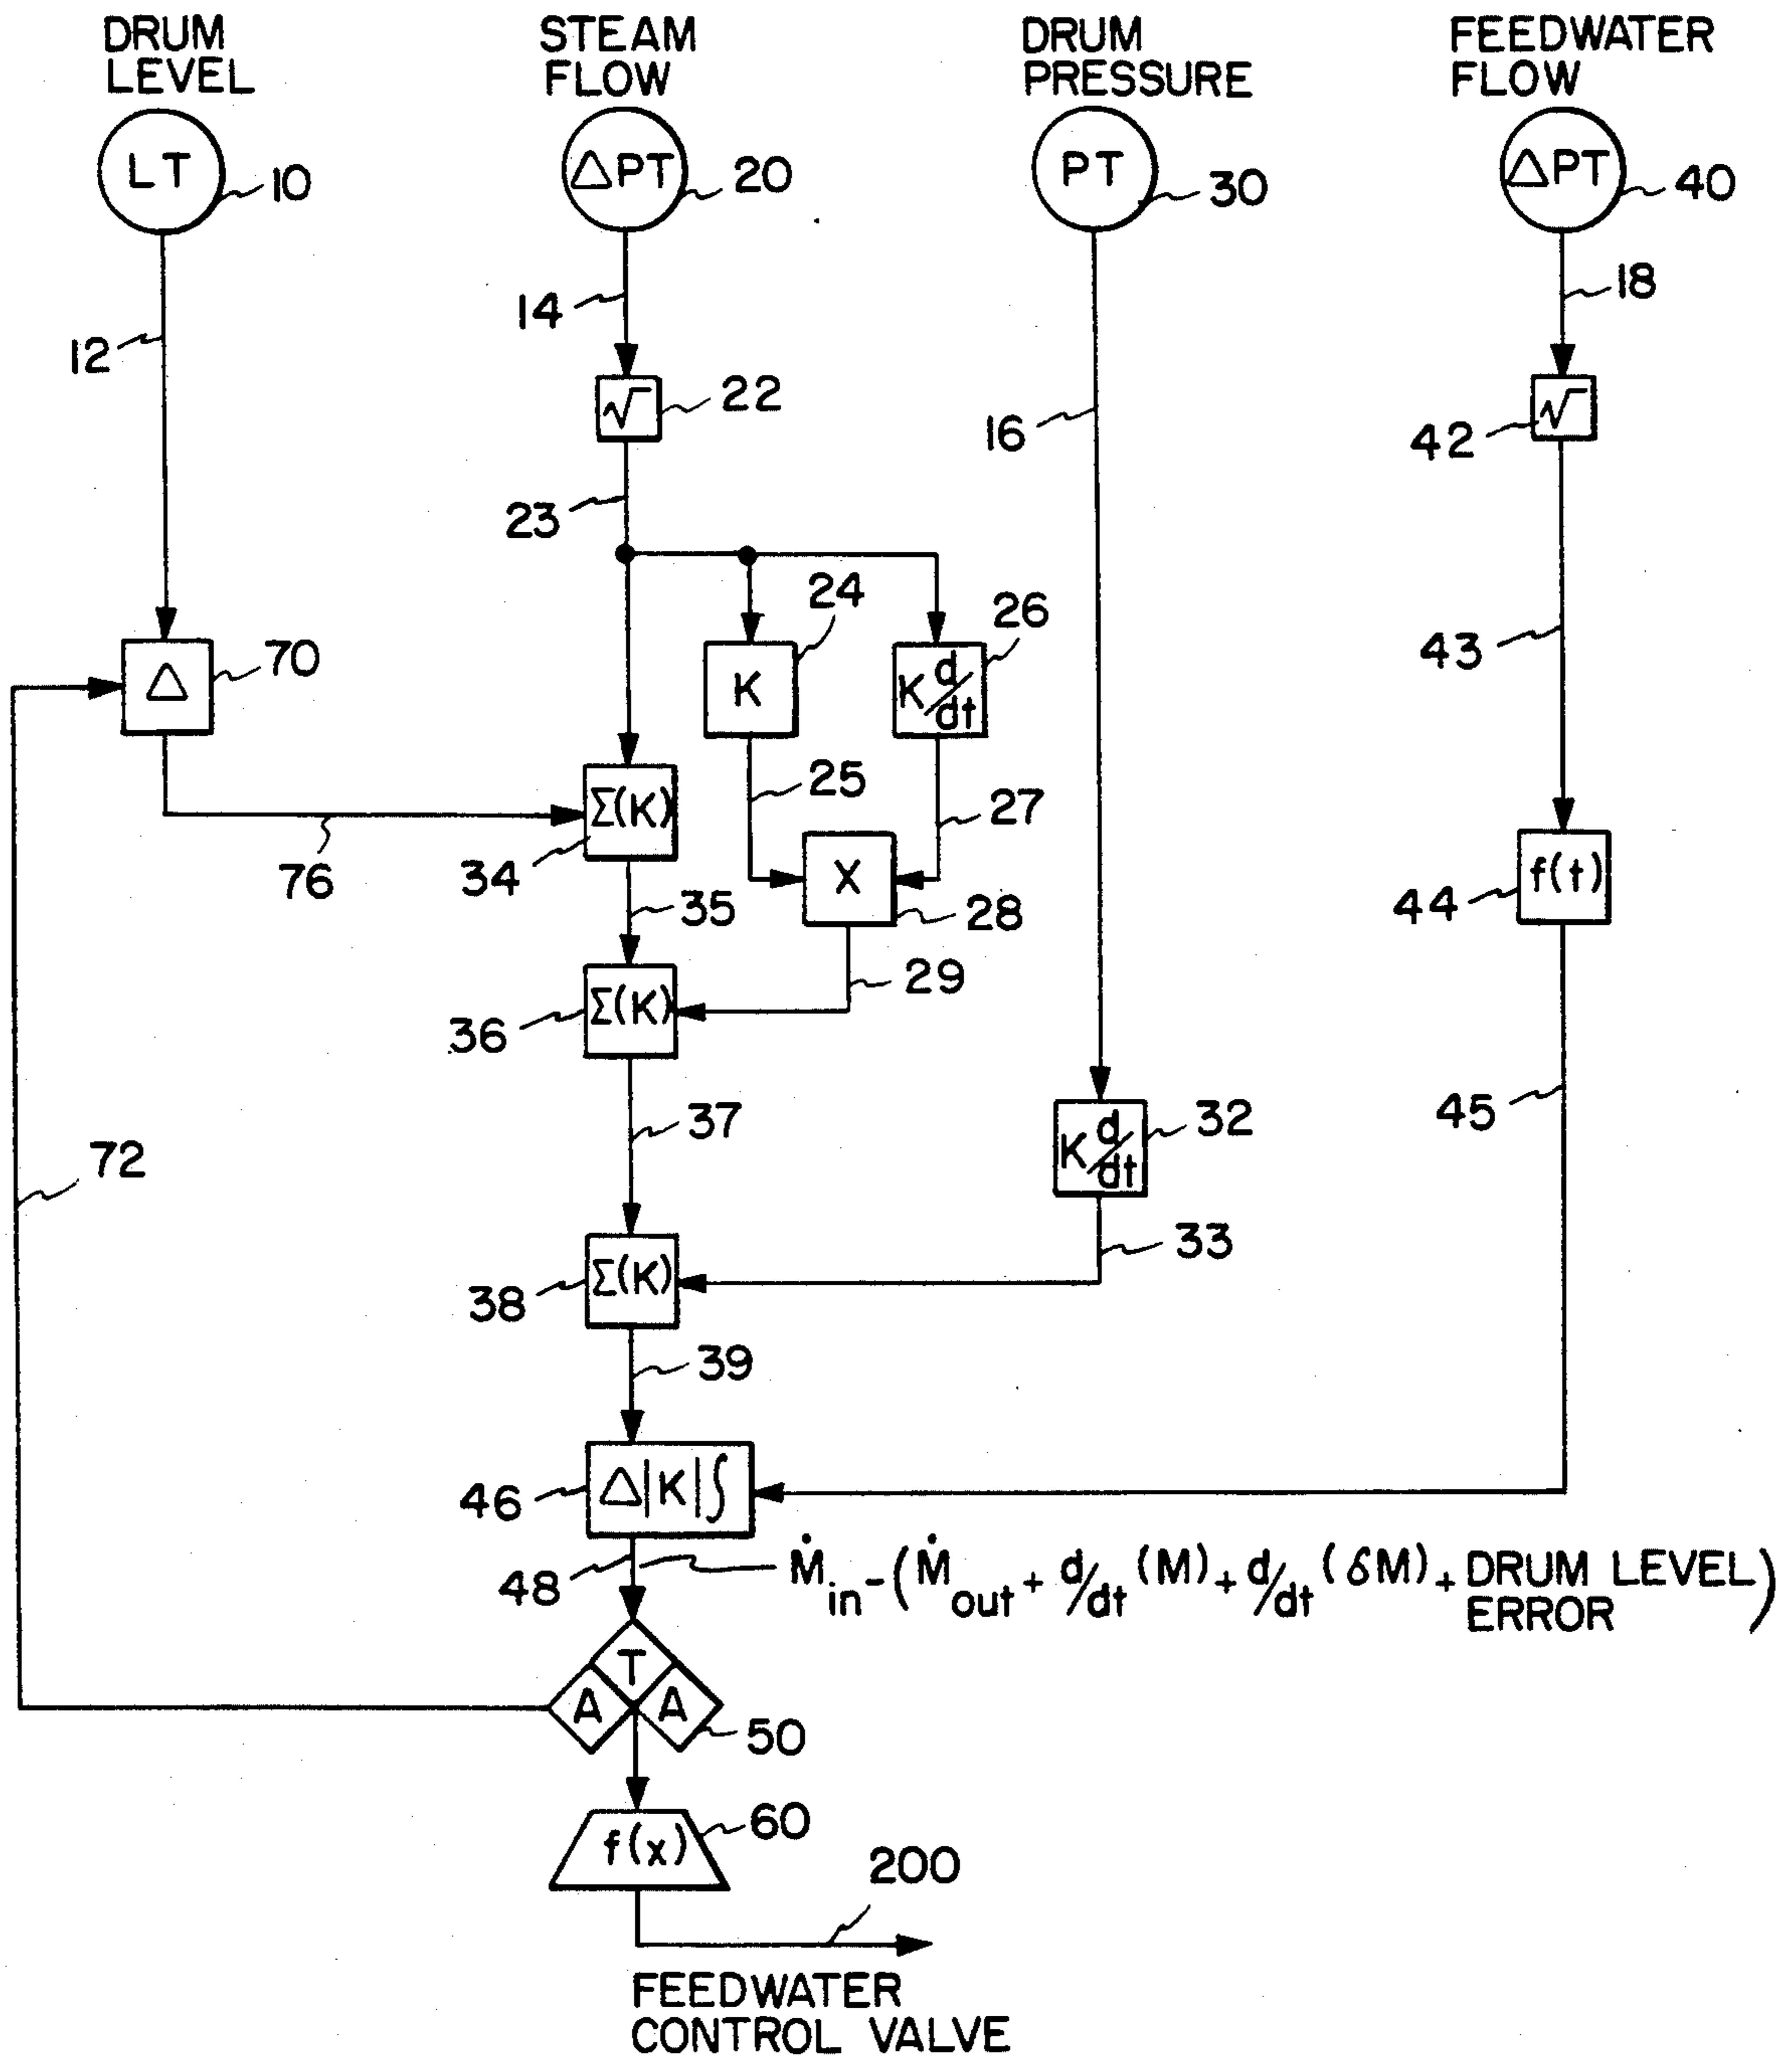 DRUM LEVEL
STEAM FLOW
DRUM PRESSURE
FEEDWATER FLOW
LT
10
ΔPT
20
PT
30
ΔPT
40
12
14
16
18
√
22
√
42
23
24
26
43
Δ
70
K
K d/dt
Σ(K)
34
25
27
76
X
28
f(t)
44
35
29
Σ(K)
36
37
K d/dt
32
45
72
33
Σ(K)
38
39
Δ|K|∫
46
48
Ṁin-(Ṁout+ d/dt(M)+ d/dt(δM)+ DRUM LEVEL ERROR)
T
A
A
50
f(x)
60
200
FEEDWATER
CONTROL VALVE